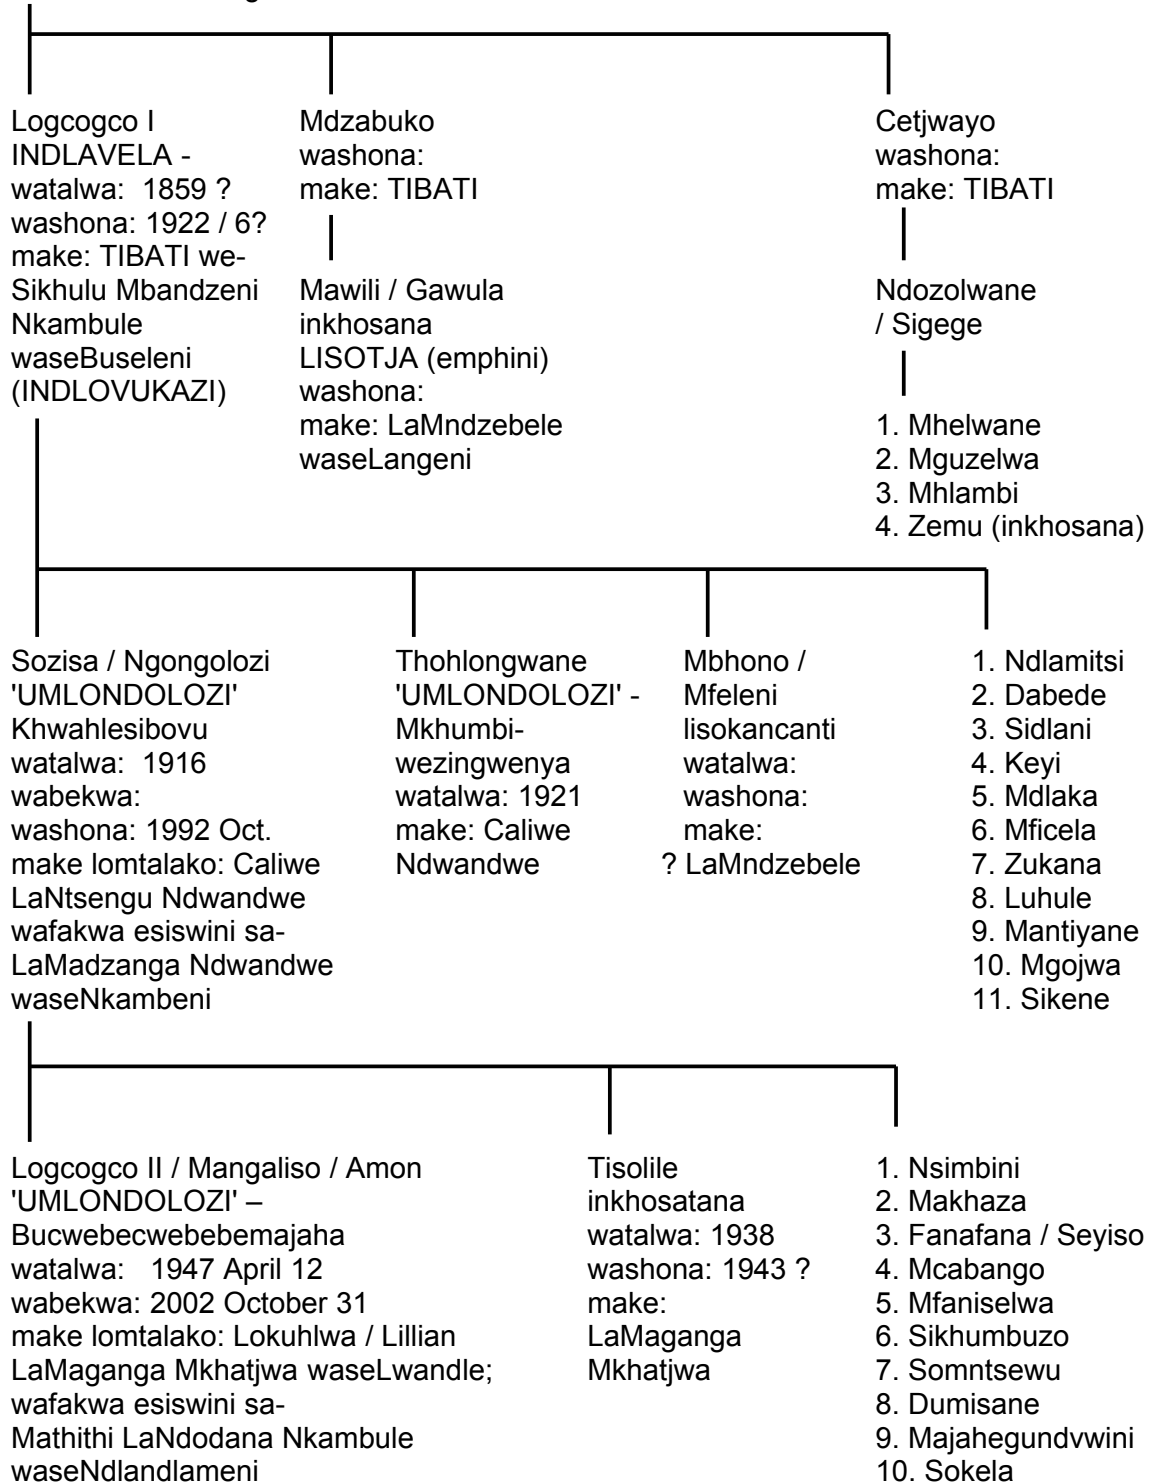 Logcogco I
INDLAVELA -
watalwa: 1859 ?
washona: 1922 / 6?
make: TIBATI we-
Sikhulu Mbandzeni
Nkambule
waseBuseleni
(INDLOVUKAZI)
Mdzabuko
washona:
make: TIBATI
Mawili / Gawula
inkhosana
LISOTJA (emphini)
washona:
make: LaMndzebele
waseLangeni
Cetjwayo
washona:
make: TIBATI
Ndozolwane
/ Sigege
1. Mhelwane
2. Mguzelwa
3. Mhlambi
4. Zemu (inkhosana)
Sozisa / Ngongolozi
'UMLONDOLOZI'
Khwahlesibovu
watalwa: 1916
wabekwa:
washona: 1992 Oct.
make lomtalako: Caliwe
LaNtsengu Ndwandwe
wafakwa esiswini sa-
LaMadzanga Ndwandwe
waseNkambeni
Thohlongwane
'UMLONDOLOZI' -
Mkhumbi-
wezingwenya
watalwa: 1921
make: Caliwe
Ndwandwe
Mbhono /
Mfeleni
lisokancanti
watalwa:
washona:
make:
? LaMndzebele
1. Ndlamitsi
2. Dabede
3. Sidlani
4. Keyi
5. Mdlaka
6. Mficela
7. Zukana
8. Luhule
9. Mantiyane
10. Mgojwa
11. Sikene
Logcogco II / Mangaliso / Amon
'UMLONDOLOZI' –
Bucwebecwebebemajaha
watalwa: 1947 April 12
wabekwa: 2002 October 31
make lomtalako: Lokuhlwa / Lillian
LaMaganga Mkhatjwa waseLwandle;
wafakwa esiswini sa-
Mathithi LaNdodana Nkambule
waseNdlandlameni
Tisolile
inkhosatana
watalwa: 1938
washona: 1943 ?
make:
LaMaganga
Mkhatjwa
1. Nsimbini
2. Makhaza
3. Fanafana / Seyiso
4. Mcabango
5. Mfaniselwa
6. Sikhumbuzo
7. Somntsewu
8. Dumisane
9. Majahegundvwini
10. Sokela